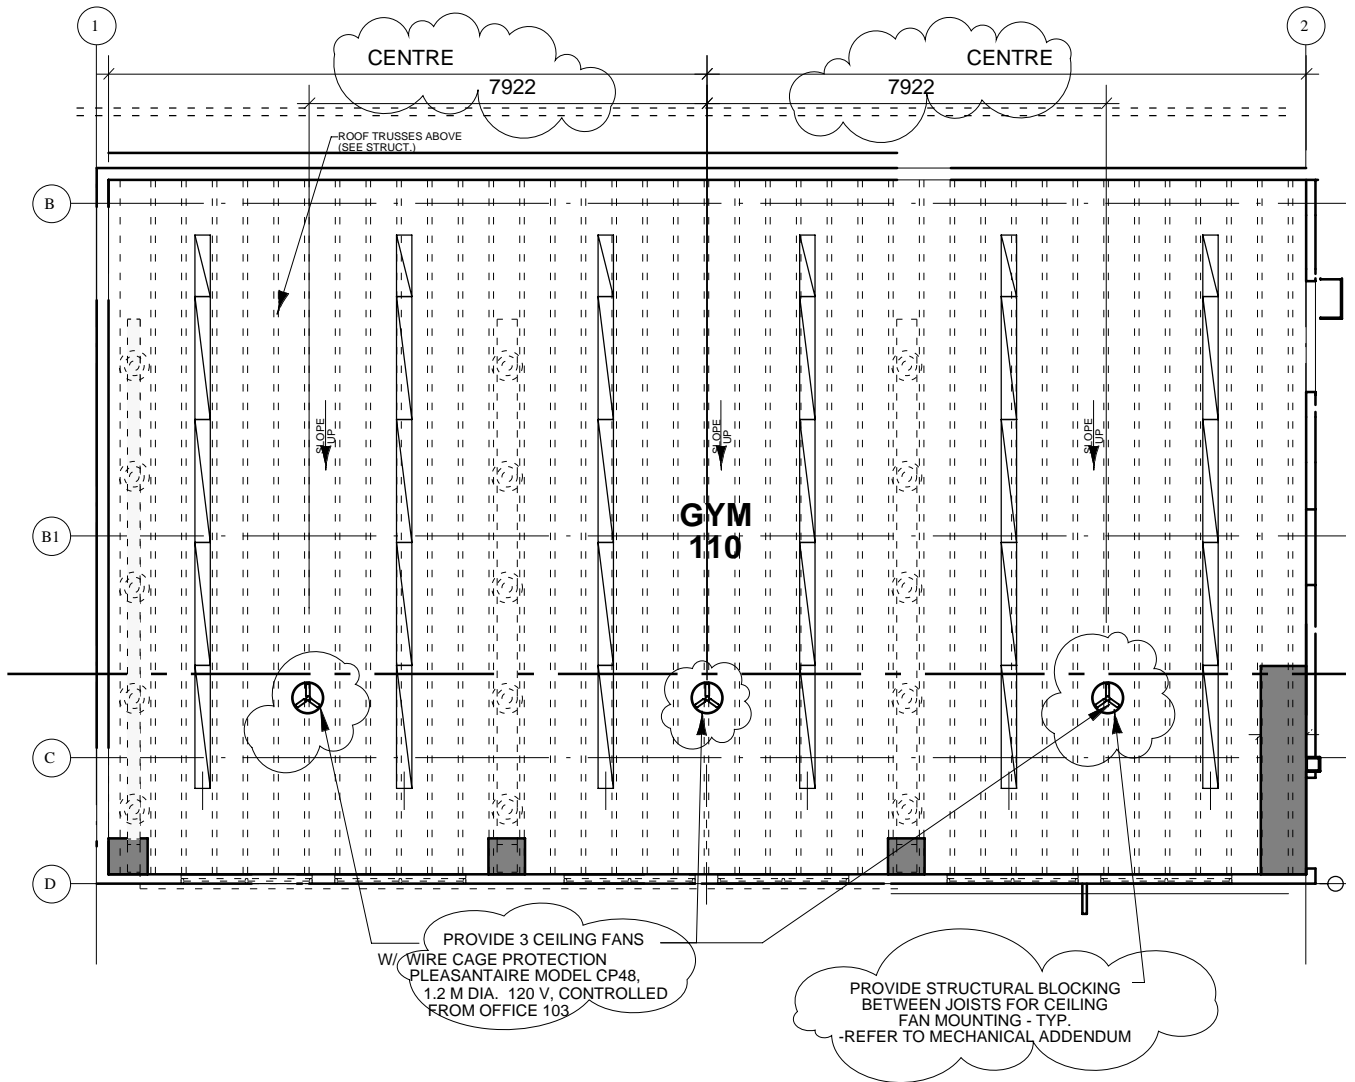 1
2
CENTRE
CENTRE
7922
7922
ROOF TRUSSES ABOVE
(SEE STRUCT.)
B
SLOPE
UP
SLOPE
UP
SLOPE
UP
GYM
110
B1
C
D
PROVIDE 3 CEILING FANS
W/ WIRE CAGE PROTECTION
PLEASANTAIRE MODEL CP48,
1.2 M DIA. 120 V, CONTROLLED
FROM OFFICE 103
PROVIDE STRUCTURAL BLOCKING
BETWEEN JOISTS FOR CEILING
FAN MOUNTING - TYP.
-REFER TO MECHANICAL ADDENDUM